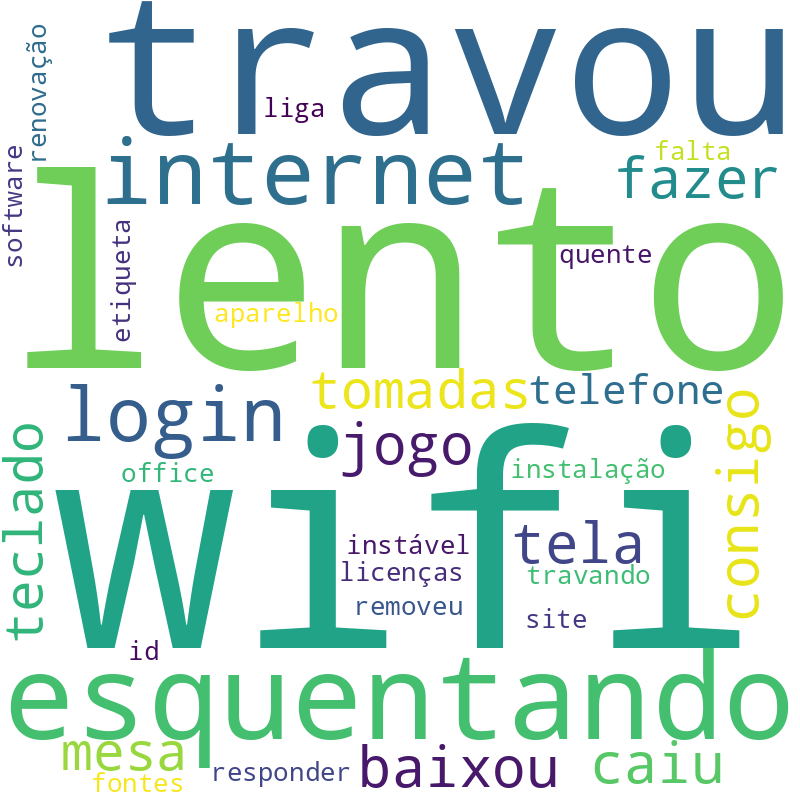 travou
renovação
liga
internet
falta
fazer
software
lento
etiqueta
quente
aparelho
tomadas
telefone
login
consigo
jogo
teclado
office
instalação
wifi
tela
instável
licenças
travando
removeu
site
id
esquentando
mesa
baixou
caiu
responder
fontes